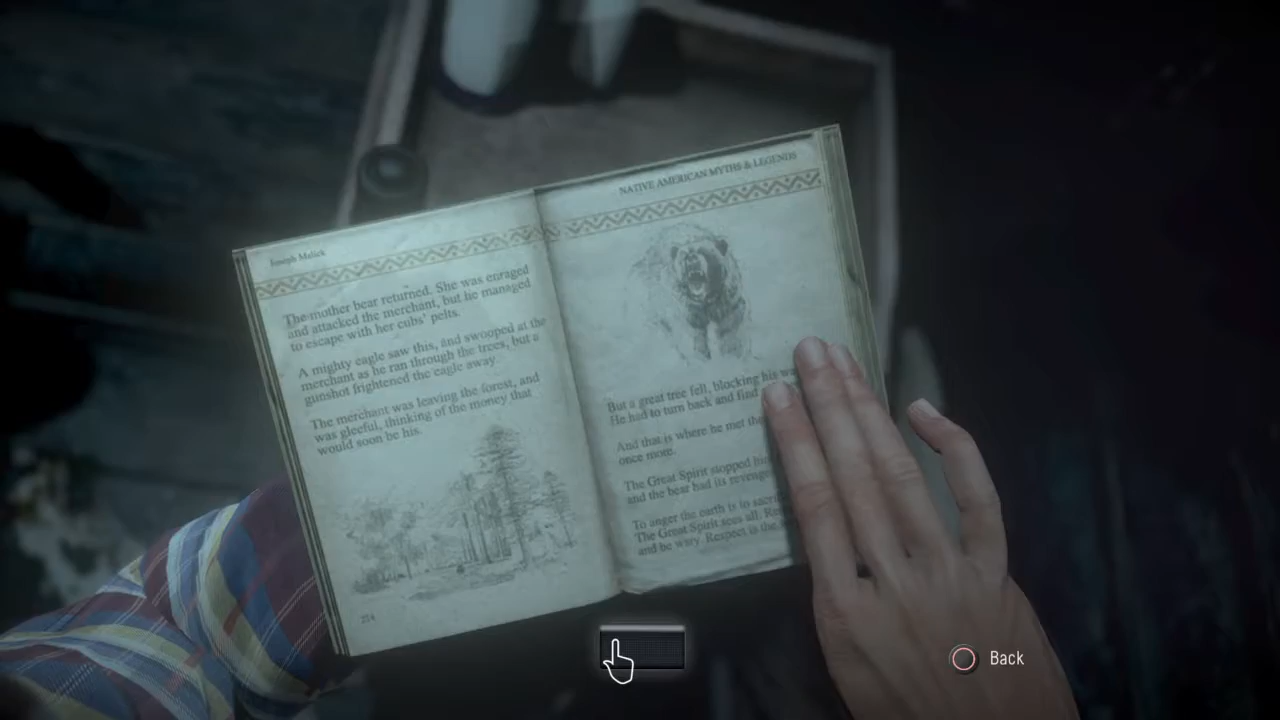 Joseph Melick
The mother bear returned. She was enraged
and attacked the merchant, but he managed
to escape with her cubs' pelts.
A mighty eagle saw this, and swooped at the
merchant as he ran through the trees, but a
gunshot frightened the eagle away.
The merchant was leaving the forest, and
was gleeful, thinking of the money that
would soon be his.
NATIVE AMERICAN MYTHS & LEGENDS
But a great tree fell, blocking his
He had to turn back and find
And that is where he met
once more.
The Great Spirit stopped
and the bear had its revenge
To anger the earth is to
The Great Spirit sees all.
and be wary. Respect is the
Back